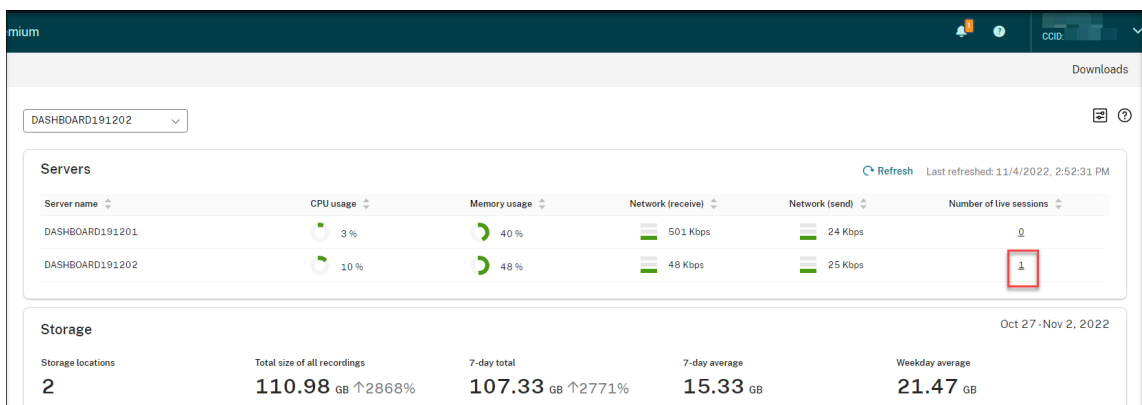 mium
1
?
CCID:
Downloads
DASHBOARD191202
?
Servers Refresh Last refreshed: 11/4/2022, 2:52:31 PM
Server name CPU usage Memory usage Network (receive) Network (send) Number of live sessions
DASHBOARD191201 3 % 40 % 501 Kbps 24 Kbps 0
DASHBOARD191202 10 % 48 % 48 Kbps 25 Kbps 1
Storage Oct 27 - Nov 2, 2022
Storage locations Total size of all recordings 7-day total 7-day average Weekday average
2 110.98 GB ↑2868% 107.33 GB ↑2771% 15.33 GB 21.47 GB